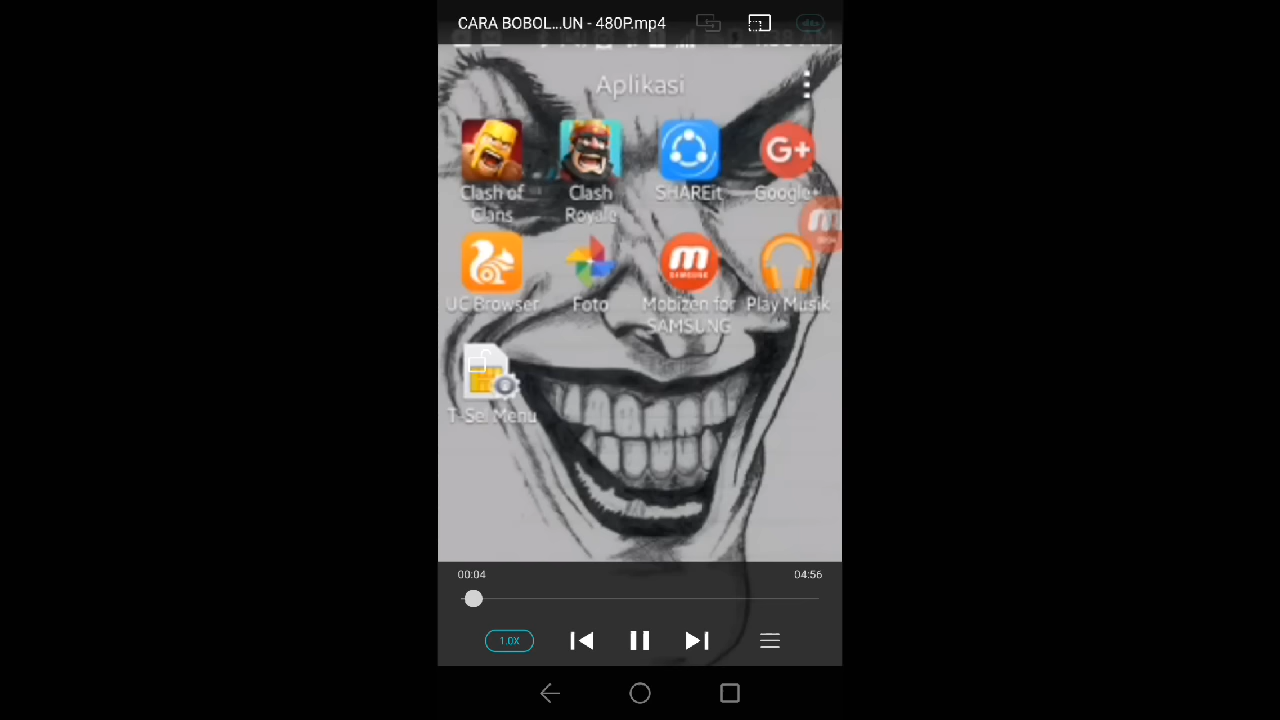 CARA BOBOL...UN - 480P.mp4
dts
Aplikasi
Clash of Clans
Clash Royale
SHAREit
Google+
UC Browser
Foto
Mobizen for SAMSUNG
Play Musik
T-Sel Menu
00:04
04:56
1.0X